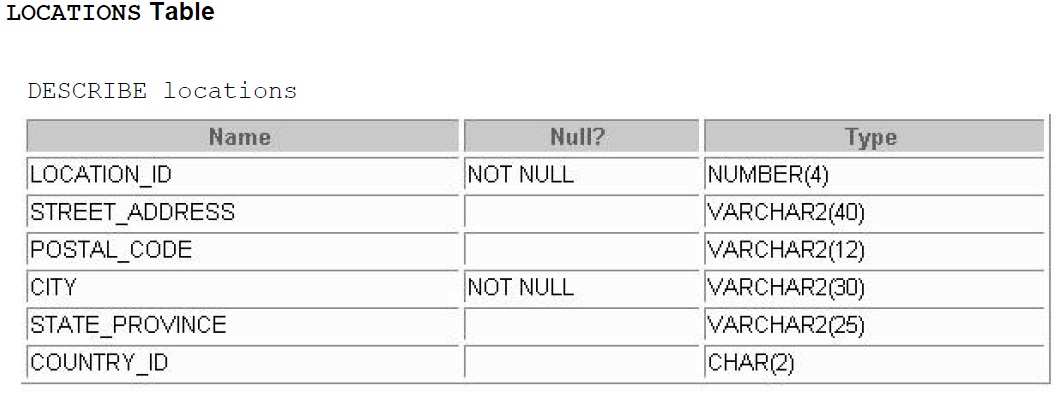 LOCATIONS Table
DESCRIBE locations
Name Null? Type
LOCATION_ID NOT NULL NUMBER(4)
STREET_ADDRESS VARCHAR2(40)
POSTAL_CODE VARCHAR2(12)
CITY NOT NULL VARCHAR2(30)
STATE_PROVINCE VARCHAR2(25)
COUNTRY_ID CHAR(2)